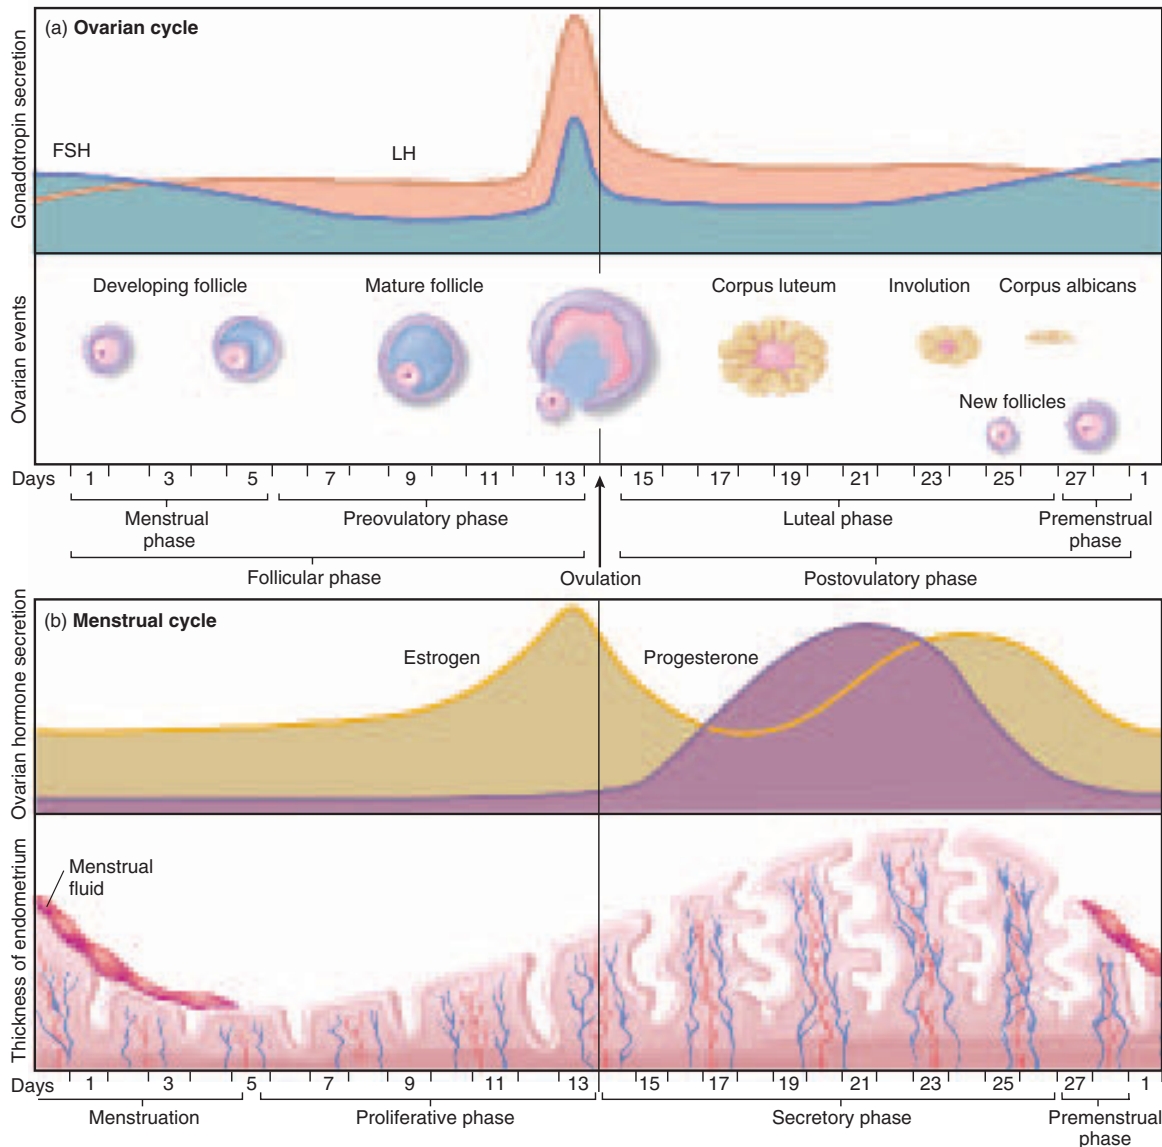 (a) Ovarian cycle
Gonadotropin secretion
FSH
LH
Ovarian events
Developing follicle
Mature follicle
Corpus luteum
Involution
Corpus albicans
New follicles
Days 1 3 5 7 9 11 13 15 17 19 21 23 25 27 1
Menstrual
phase
Preovulatory phase
Luteal phase
Premenstrual
phase
Follicular phase
Ovulation
Postovulatory phase
(b) Menstrual cycle
Ovarian hormone secretion
Estrogen
Progesterone
Thickness of endometrium
Menstrual
fluid
Days 1 3 5 7 9 11 13 15 17 19 21 23 25 27 1
Menstruation
Proliferative phase
Secretory phase
Premenstrual
phase